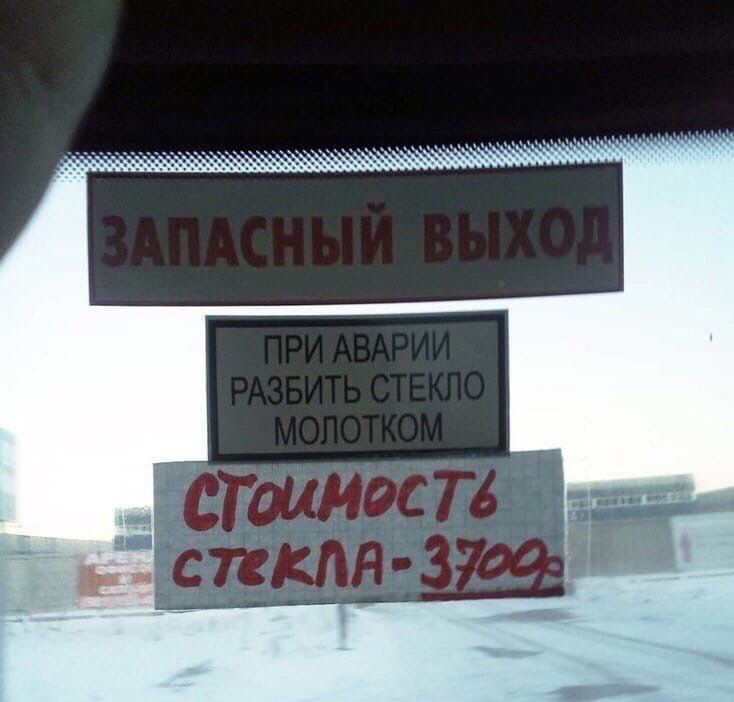 ЗАПАСНЫЙ ВЫХОД
ПРИ АВАРИИ
РАЗБИТЬ СТЕКЛО
МОЛОТКОМ
СТОИМОСТЬ
СТЕКЛА-3700р